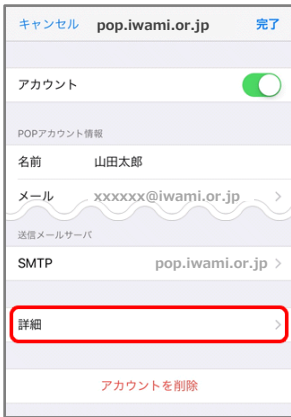 キャンセル pop.iwami.or.jp 完了
アカウント
POPアカウント情報
名前 山田太郎
メール xxxxxx@iwami.or.jp
送信メールサーバ
SMTP pop.iwami.or.jp
詳細
アカウントを削除